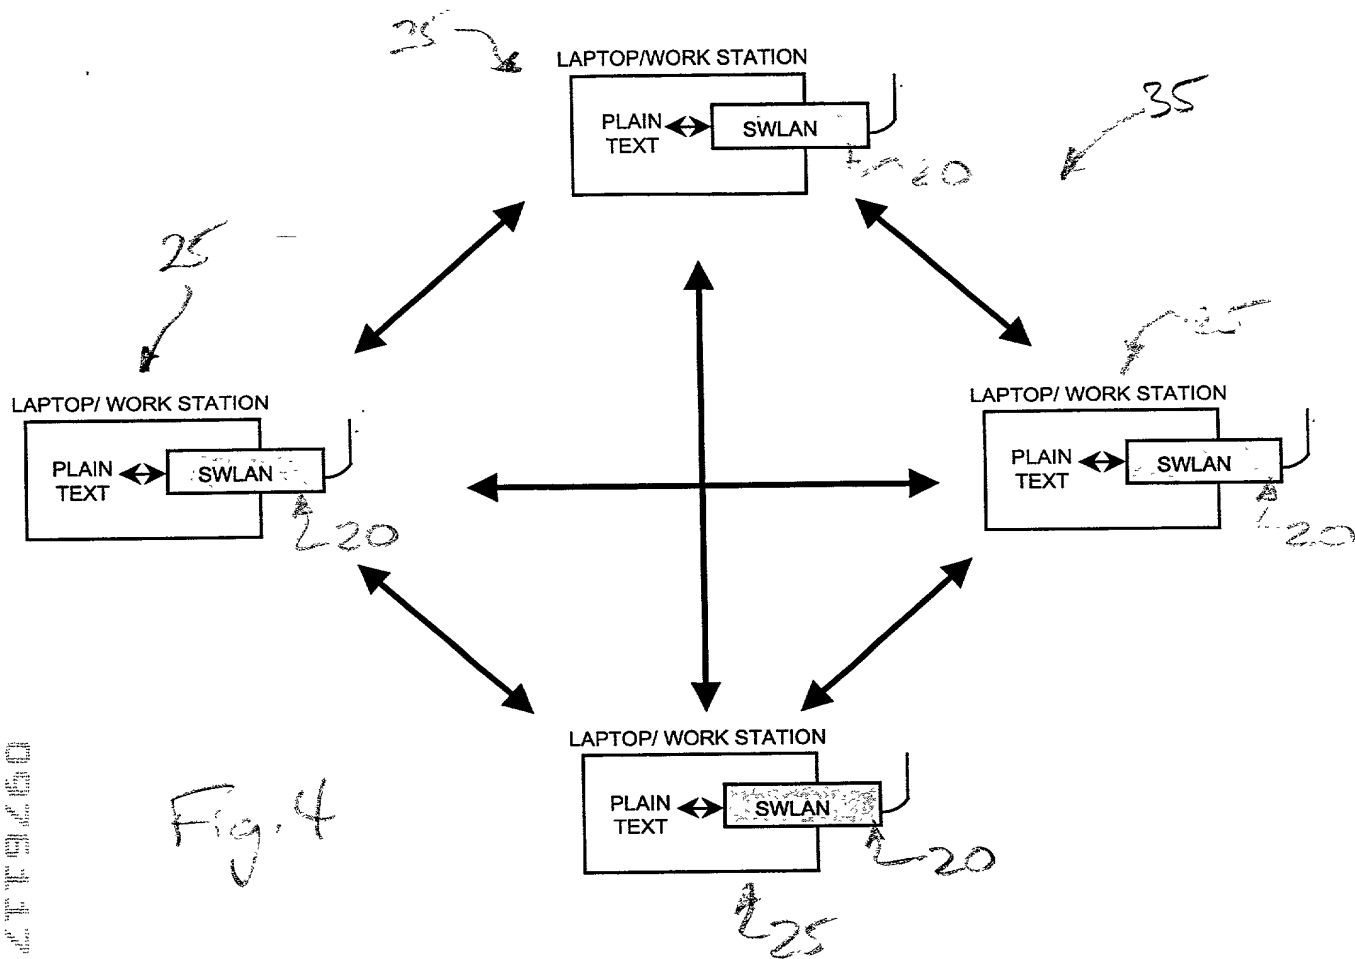 25
LAPTOP/WORK STATION
PLAIN
TEXT
SWLAN
20
35
25
LAPTOP/ WORK STATION
PLAIN
TEXT
SWLAN
20
25
LAPTOP/ WORK STATION
PLAIN
TEXT
SWLAN
20
LAPTOP/ WORK STATION
PLAIN
TEXT
SWLAN
20
25
Fig. 4